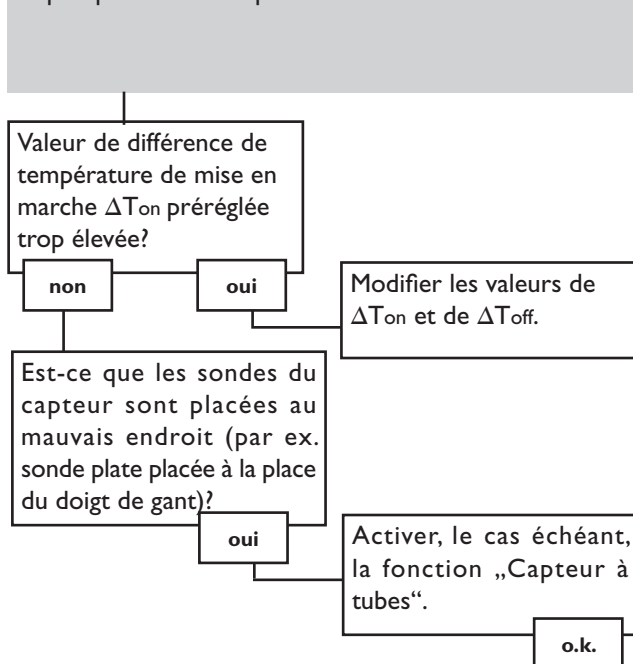 Valeur de différence de
température de mise en
marche ΔTon préréglée
trop élevée?
non
oui
Modifier les valeurs de
ΔTon et de ΔToff.
Est-ce que les sondes du
capteur sont placées au
mauvais endroit (par ex.
sonde plate placée à la place
du doigt de gant)?
oui
Activer, le cas échéant,
la fonction „Capteur à
tubes“.
o.k.